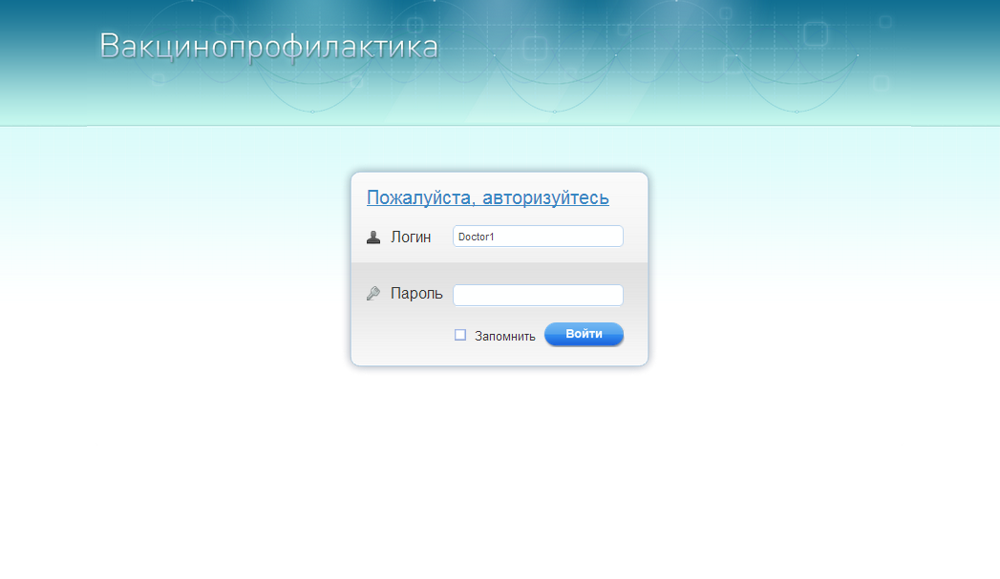 Вакцинопрофилактика
Пожалуйста, авторизуйтесь
Логин Doctor1
Пароль
Запомнить Войти